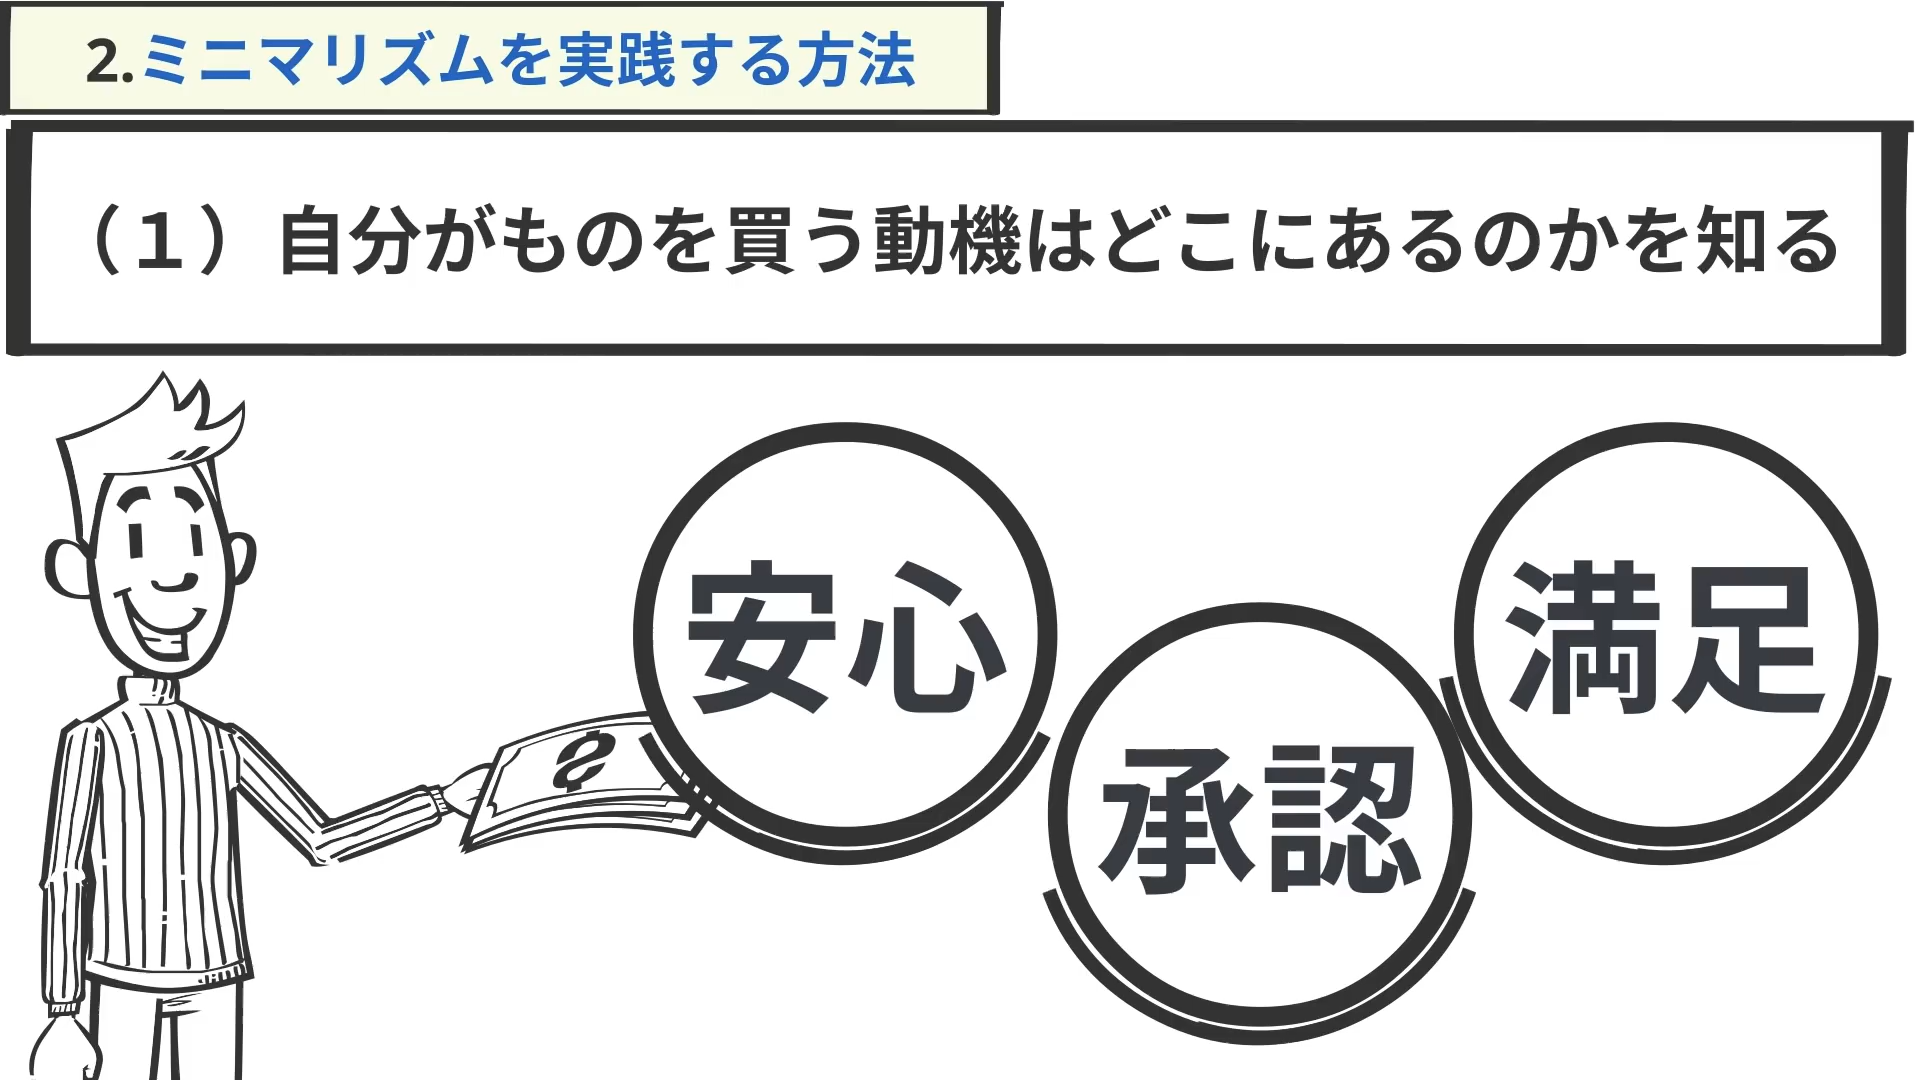 2.ミニマリズムを実践する方法
（１）自分がものを買う動機はどこにあるのかを知る
安心
承認
満足